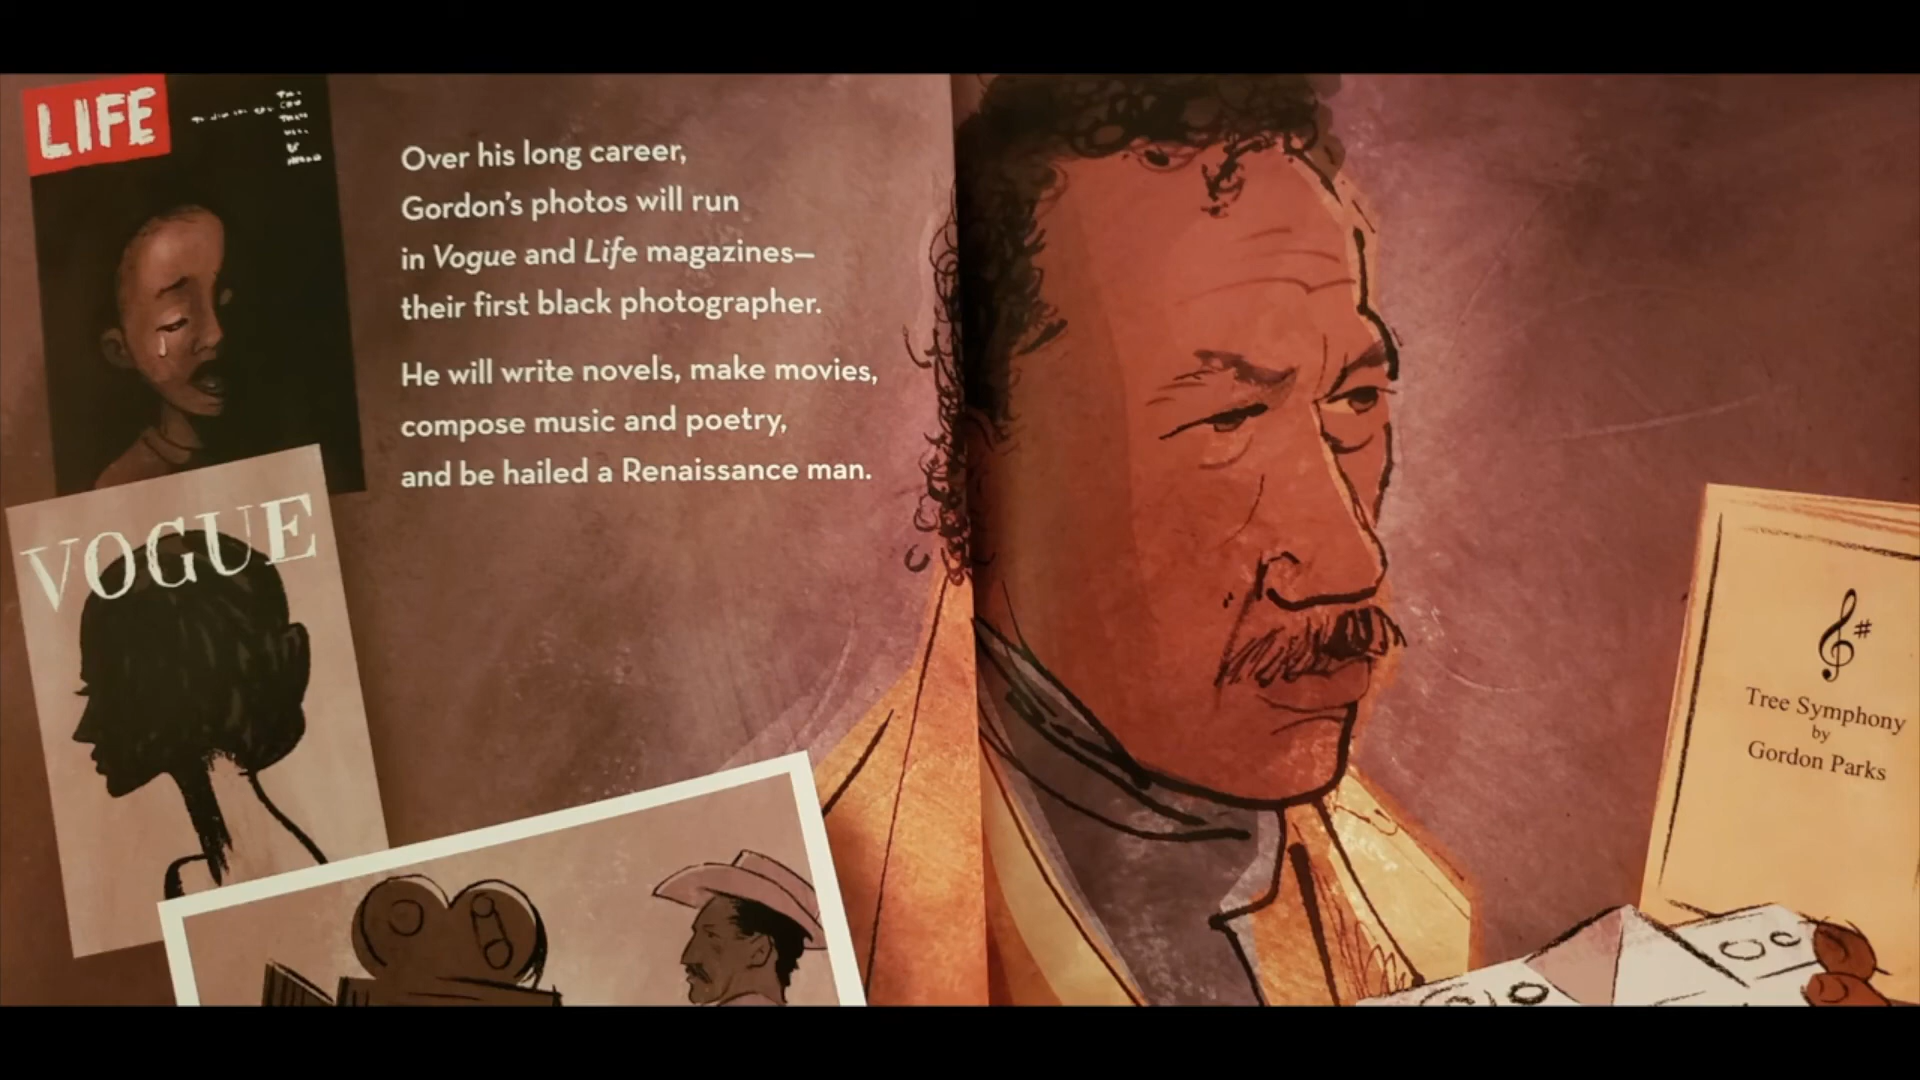 LIFE
Over his long career,
Gordon's photos will run
in Vogue and Life magazines—
their first black photographer.
He will write novels, make movies,
compose music and poetry,
and be hailed a Renaissance man.
VOGUE
Tree Symphony
by
Gordon Parks